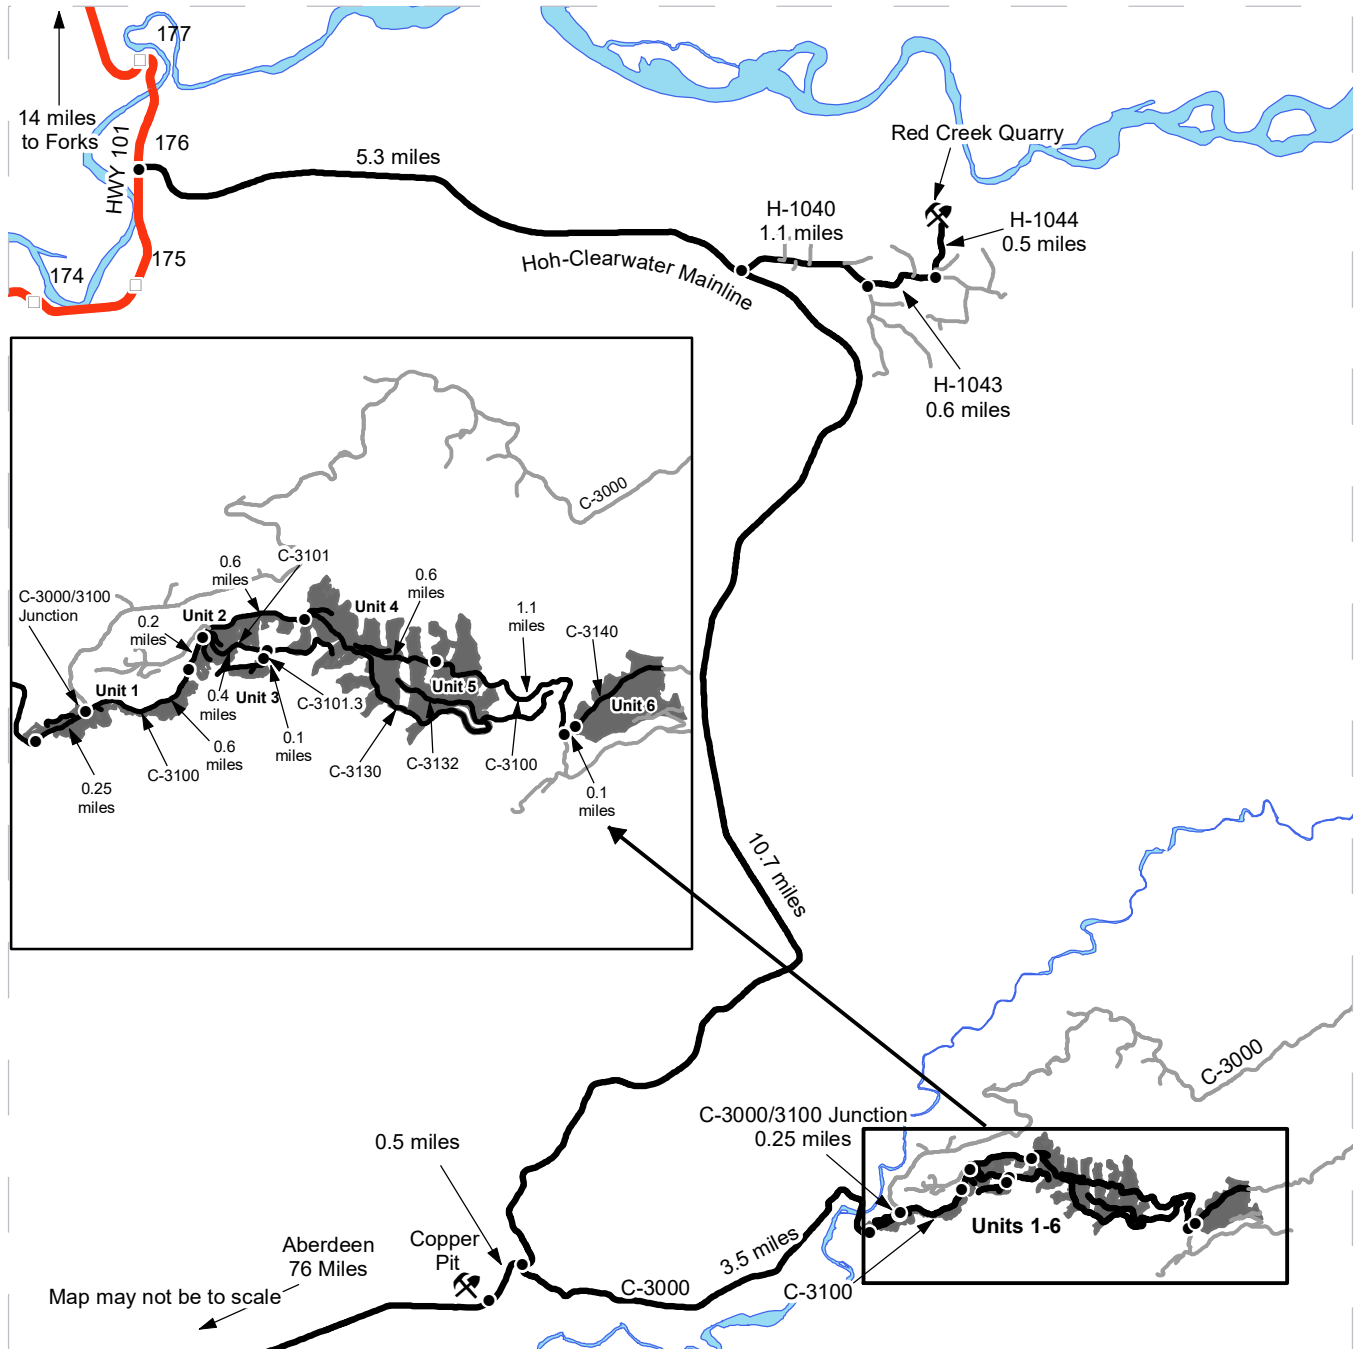 177
14 miles
to Forks
HWY 101
176
5.3 miles
Red Creek Quarry
H-1040
1.1 miles
H-1044
0.5 miles
174
175
Hoh-Clearwater Mainline
H-1043
0.6 miles
C-3000
C-3000/3100
Junction
0.6
miles
C-3101
0.2
miles
Unit 2
Unit 4
0.6
miles
1.1
miles
C-3140
Unit 1
0.4
miles
Unit 3
C-3101.3
Unit 5
Unit 6
0.25
miles
C-3100
0.6
miles
0.1
miles
C-3130
C-3132
C-3100
0.1
miles
10.7 miles
C-3000
C-3000/3100 Junction
0.25 miles
0.5 miles
Units 1-6
Aberdeen
76 Miles
Copper
Pit
3.5 miles
C-3000
C-3100
Map may not be to scale